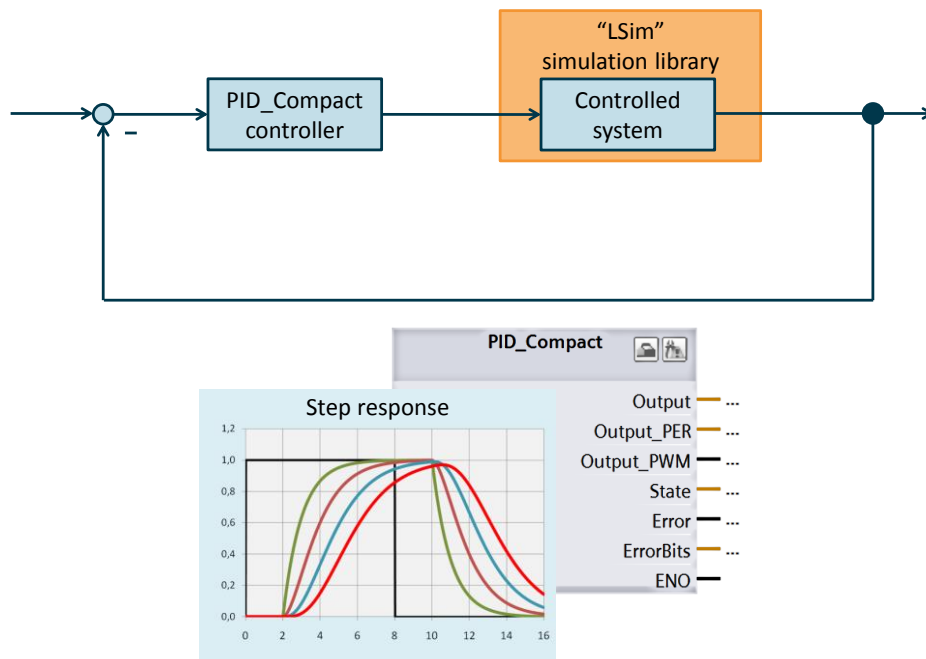 “LSim”
simulation library
PID_Compact
controller
Controlled
system
–
PID_Compact
Output ...
Output_PER ...
Output_PWM ...
State ...
Error ...
ErrorBits ...
ENO
Step response
1,2
1,0
0,8
0,6
0,4
0,2
0,0
0 2 4 6 8 10 12 14 16